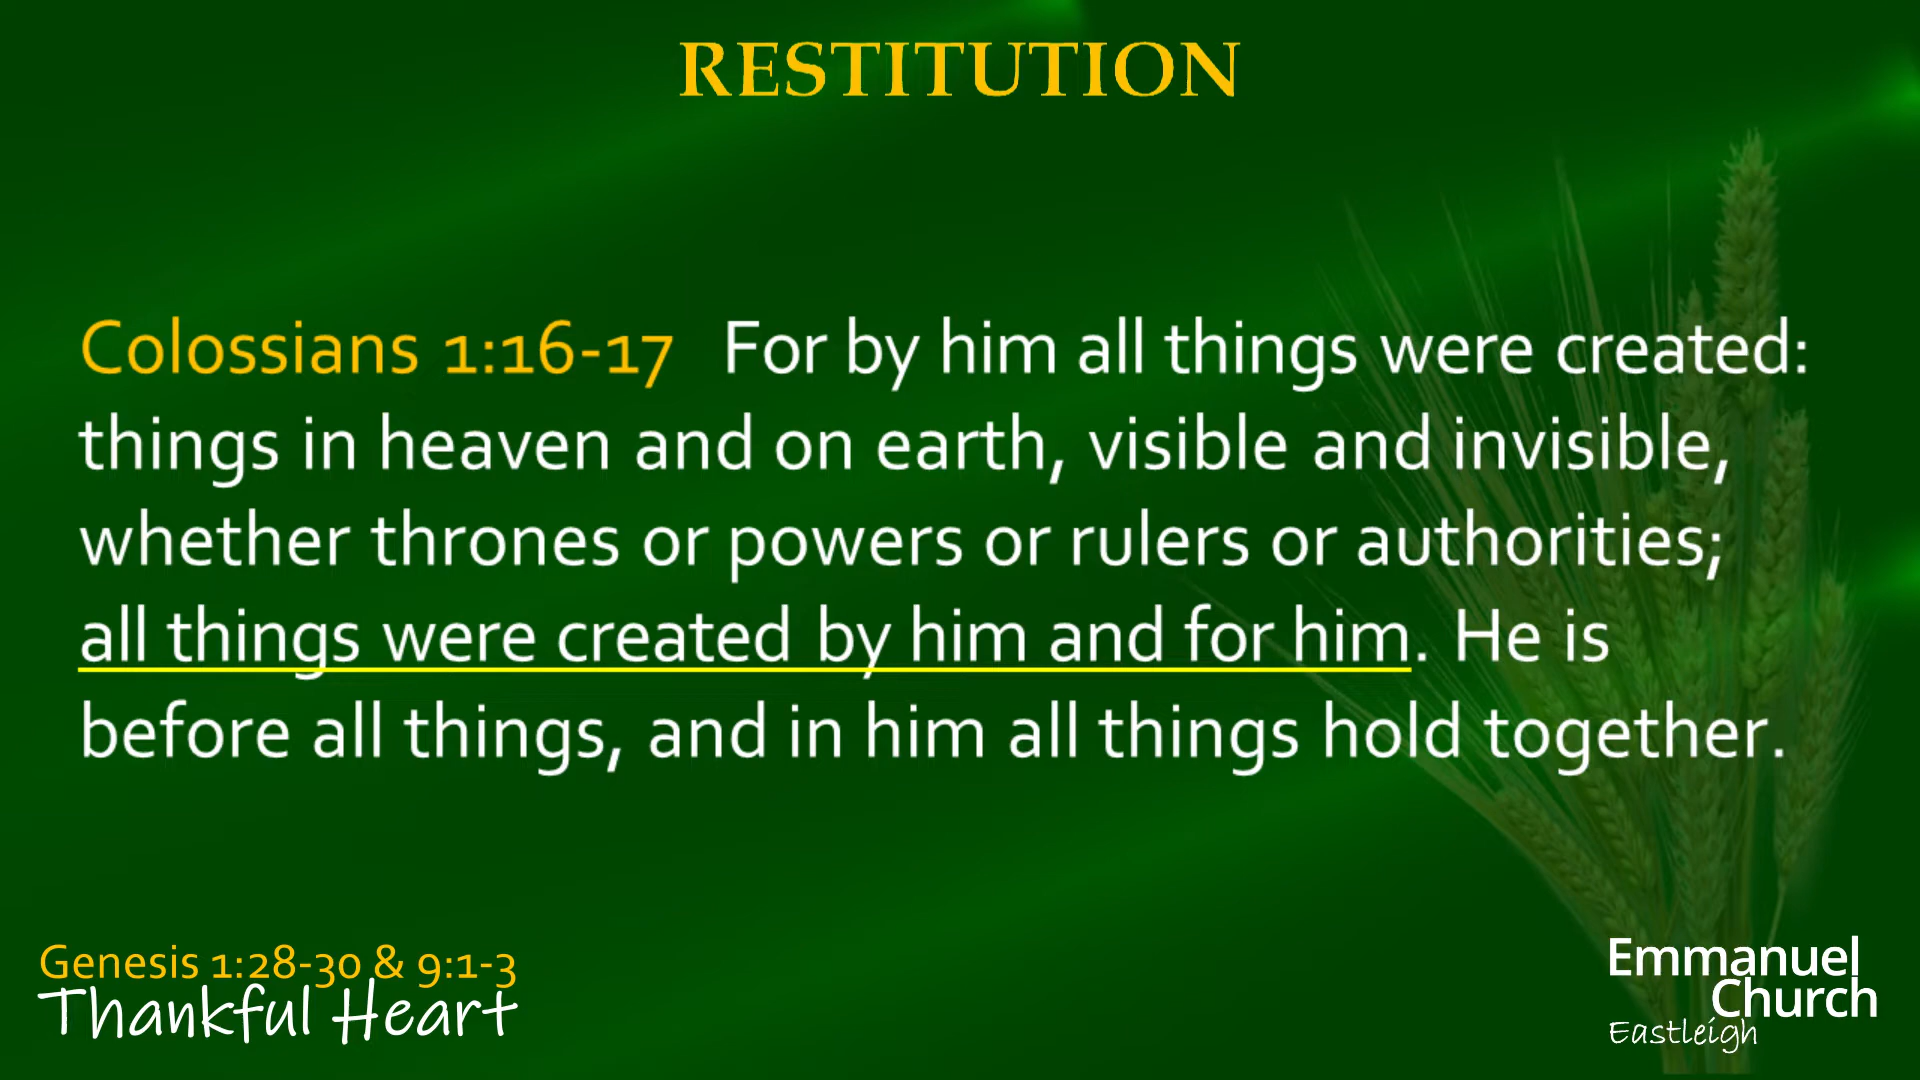 RESTITUTION
Colossians 1:16-17 For by him all things were created:
things in heaven and on earth, visible and invisible,
whether thrones or powers or rulers or authorities;
all things were created by him and for him. He is
before all things, and in him all things hold together.
Genesis 1:28-30 & 9:1-3
Thankful Heart
Emmanuel
Church
Eastleigh